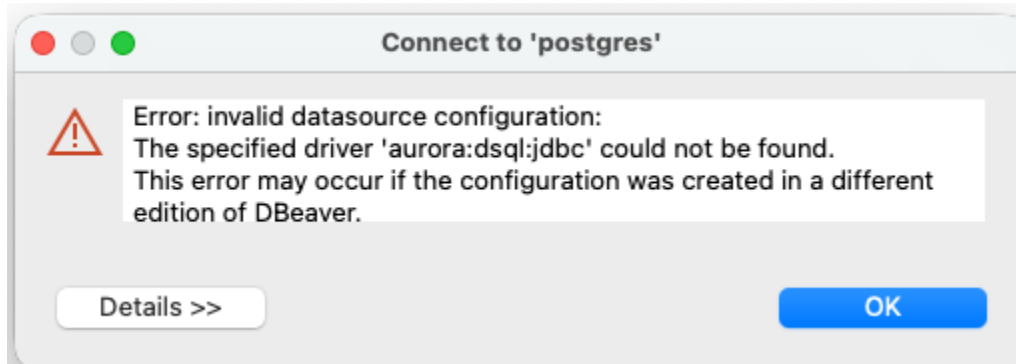 Connect to 'postgres'
Error: invalid datasource configuration:
The specified driver 'aurora:dsql:jdbc' could not be found.
This error may occur if the configuration was created in a different
edition of DBeaver.
Details >>
OK